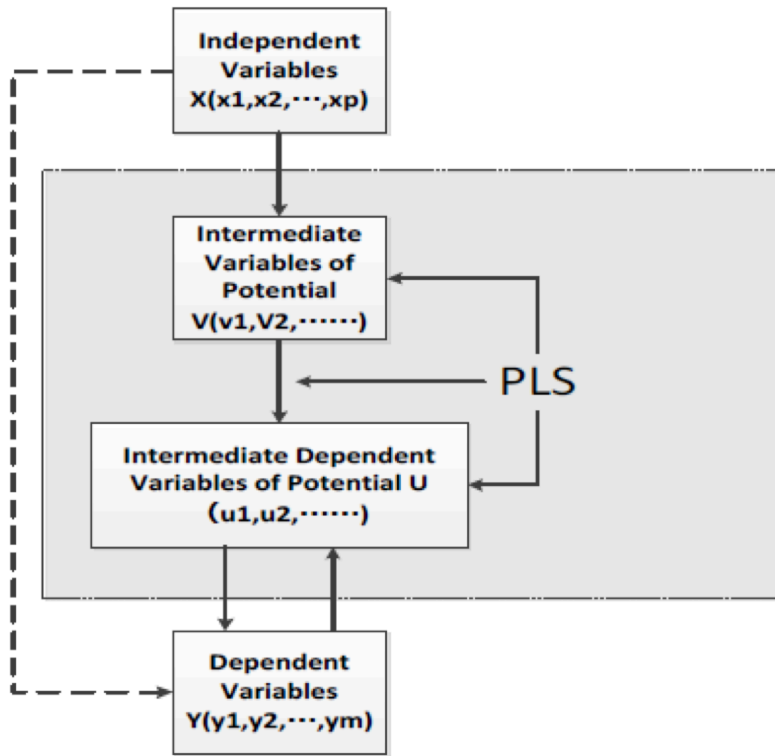 Independent
Variables
X(x1,x2,···,xp)
Intermediate
Variables of
Potential
V(v1,V2,······)
PLS
Intermediate Dependent
Variables of Potential U
(u1,u2,······)
Dependent
Variables
Y(y1,y2,···,ym)